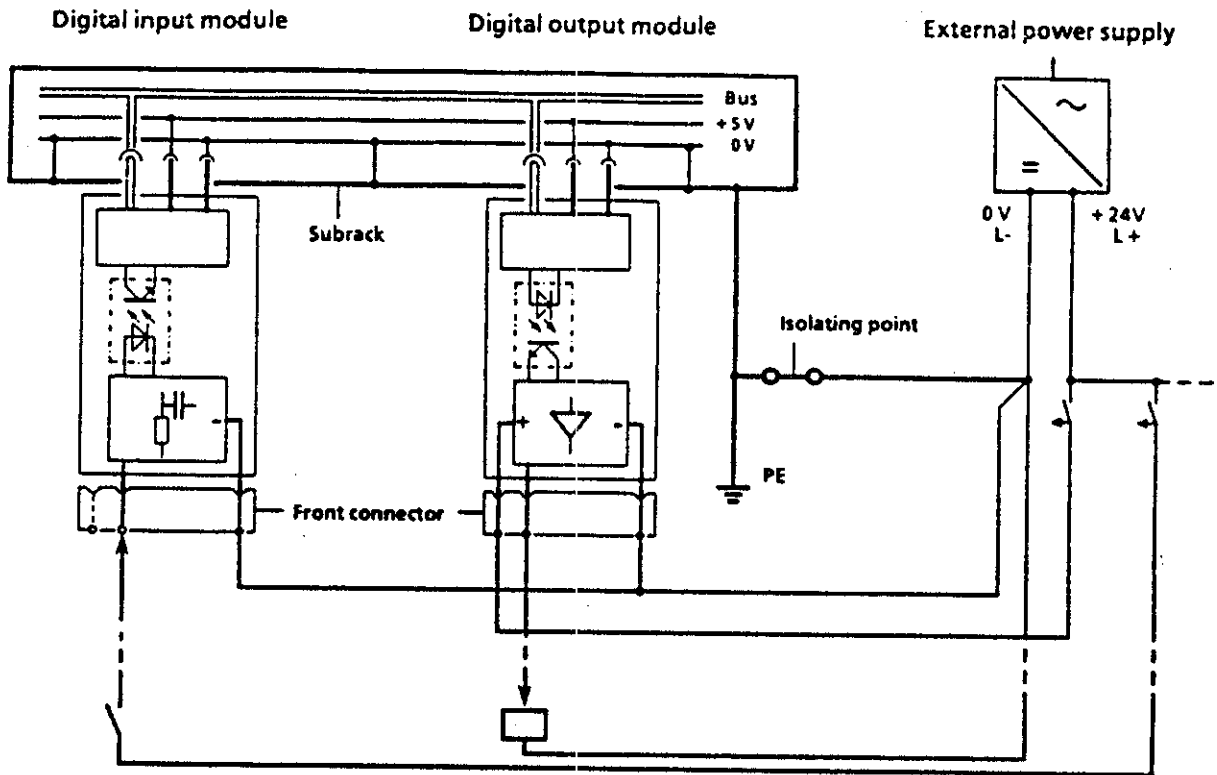 Digital input module
Digital output module
External power supply
Bus
+5V
0V
Subrack
0V
L-
+24V
L+
Isolating point
+
-
-
PE
Front connector